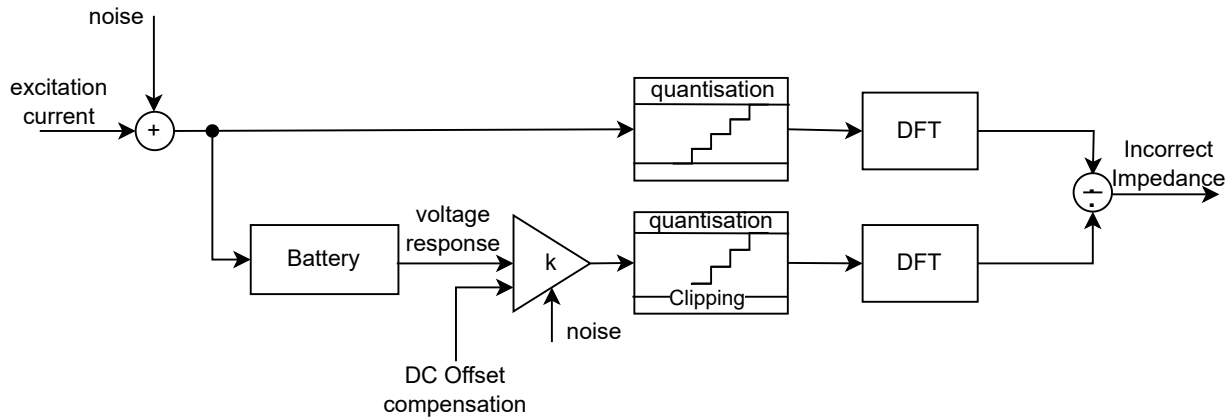 noise
excitation
current
+
quantisation
DFT
Incorrect
Impedance
÷
voltage
response
Battery
k
quantisation
Clipping
DFT
noise
DC Offset
compensation